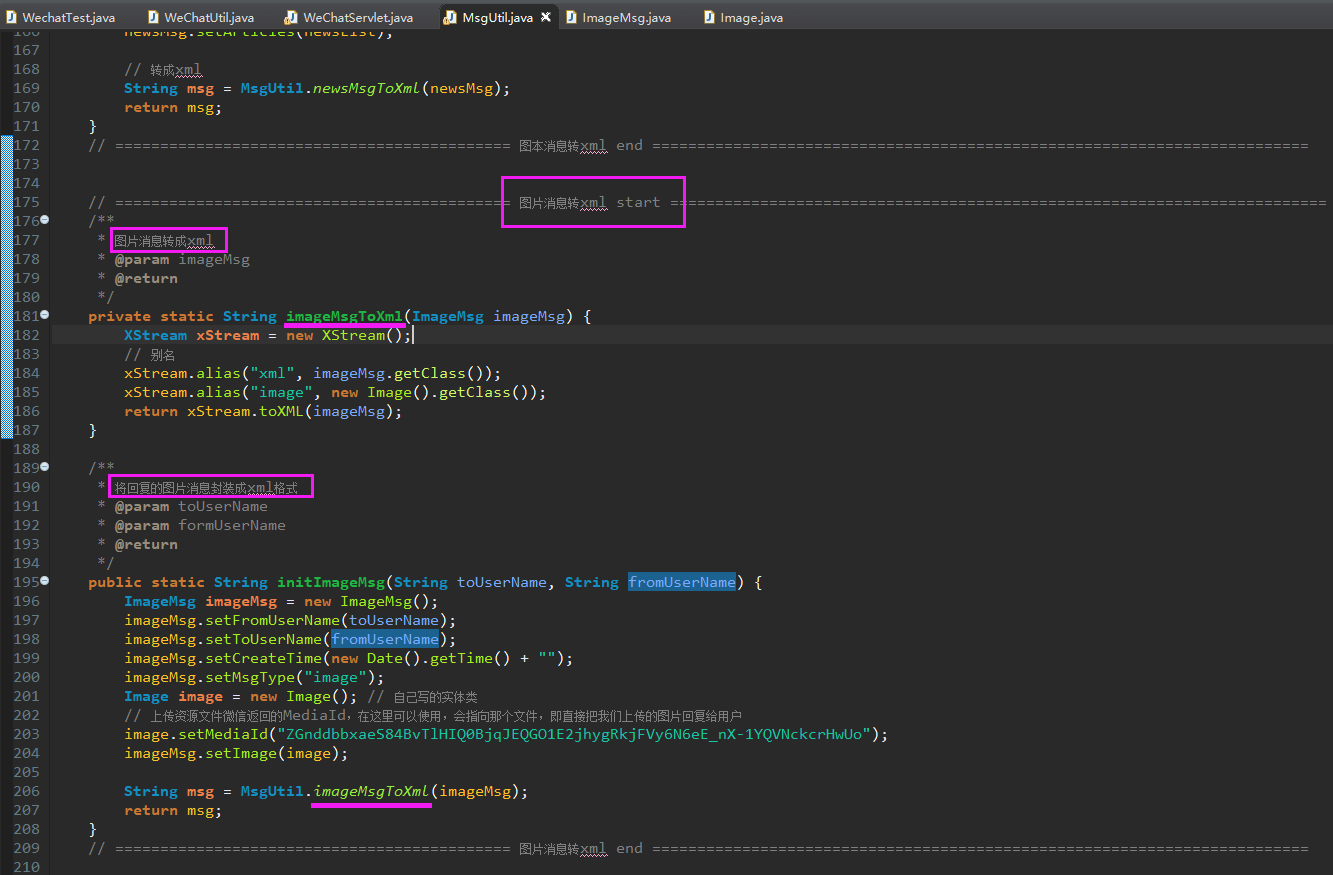 WechatTest.java WeChatUtil.java WeChatServlet.java MsgUtil.java ImageMsg.java Image.java
166 newsMsg.setArticles(newsList);
167
168 // 转成xml
169 String msg = MsgUtil.newsMsgToXml(newsMsg);
170 return msg;
171 }
172 // ============================================ 图本消息转xml end =========================================================================
173
174
175 // ============================================ 图片消息转xml start =========================================================================
176 /**
177 * 图片消息转成xml
178 * @param imageMsg
179 * @return
180 */
181 private static String imageMsgToXml(ImageMsg imageMsg) {
182 XStream xStream = new XStream();
183 // 别名
184 xStream.alias("xml", imageMsg.getClass());
185 xStream.alias("image", new Image().getClass());
186 return xStream.toXML(imageMsg);
187 }
188
189 /**
190 * 将回复的图片消息封装成xml格式
191 * @param toUserName
192 * @param formUserName
193 * @return
194 */
195 public static String initImageMsg(String toUserName, String fromUserName) {
196 ImageMsg imageMsg = new ImageMsg();
197 imageMsg.setFromUserName(toUserName);
198 imageMsg.setToUserName(fromUserName);
199 imageMsg.setCreateTime(new Date().getTime() + "");
200 imageMsg.setMsgType("image");
201 Image image = new Image(); // 自己写的实体类
202 // 上传资源文件微信返回的MediaId，在这里可以使用，会指向那个文件，即直接把我们上传的图片回复给用户
203 image.setMediaId("ZGnddbbxaeS84BvTlHIQ0BjqJEQGO1E2jhygRkjFVy6N6eE_nX-1YQVNckcrHwUo");
204 imageMsg.setImage(image);
205
206 String msg = MsgUtil.imageMsgToXml(imageMsg);
207 return msg;
208 }
209 // ============================================ 图片消息转xml end =========================================================================
210